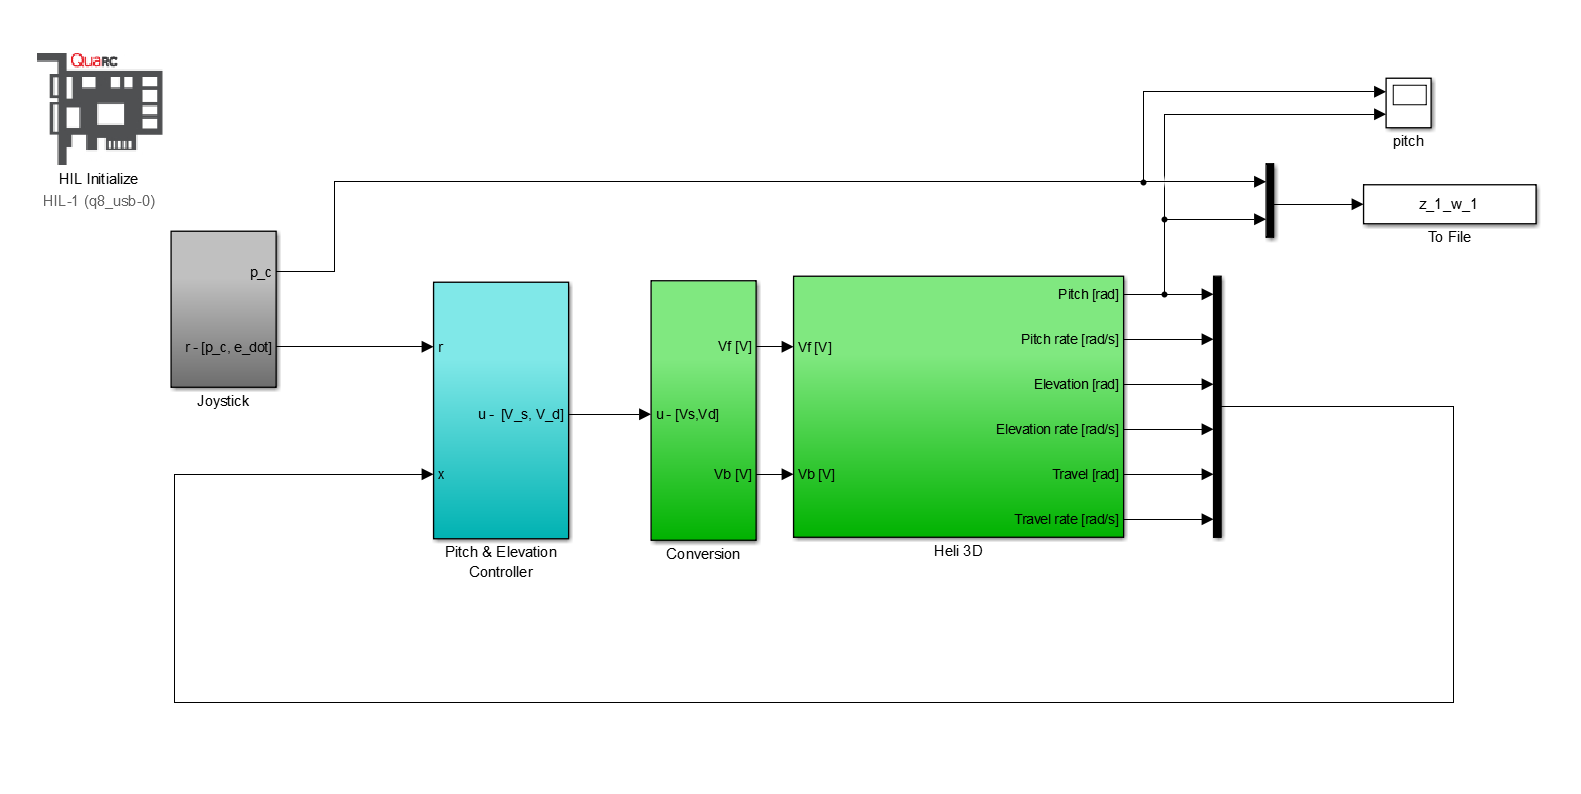 QUARC
HIL Initialize
HIL-1 (q8_usb-0)
pitch
z_1_w_1
To File
p_c
r - [p_c, e_dot]
Joystick
r
u - [V_s, V_d]
x
Pitch & Elevation
Controller
Vf [V]
u - [Vs,Vd]
Vb [V]
Conversion
Vf [V]
Vb [V]
Pitch [rad]
Pitch rate [rad/s]
Elevation [rad]
Elevation rate [rad/s]
Travel [rad]
Travel rate [rad/s]
Heli 3D